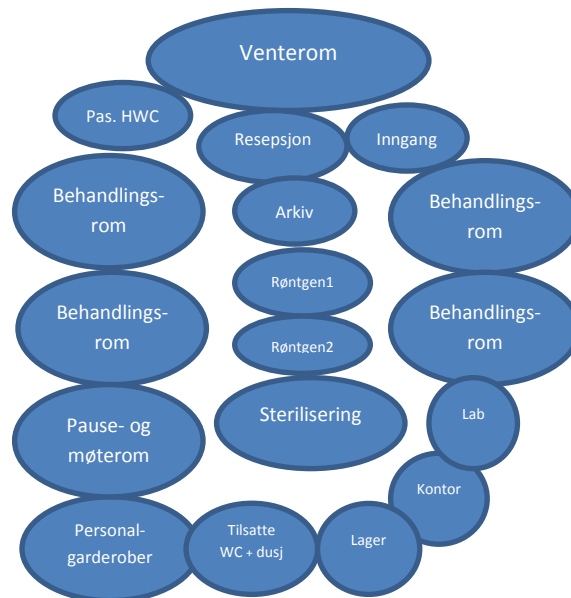 Venterom
Pas. HWC
Resepsjon
Inngang
Behandlings-
rom
Arkiv
Behandlings-
rom
Røntgen1
Behandlings-
rom
Behandlings-
rom
Røntgen2
Pause- og
møterom
Sterilisering
Lab
Kontor
Personal-
garderober
Tilsatte
WC + dusj
Lager